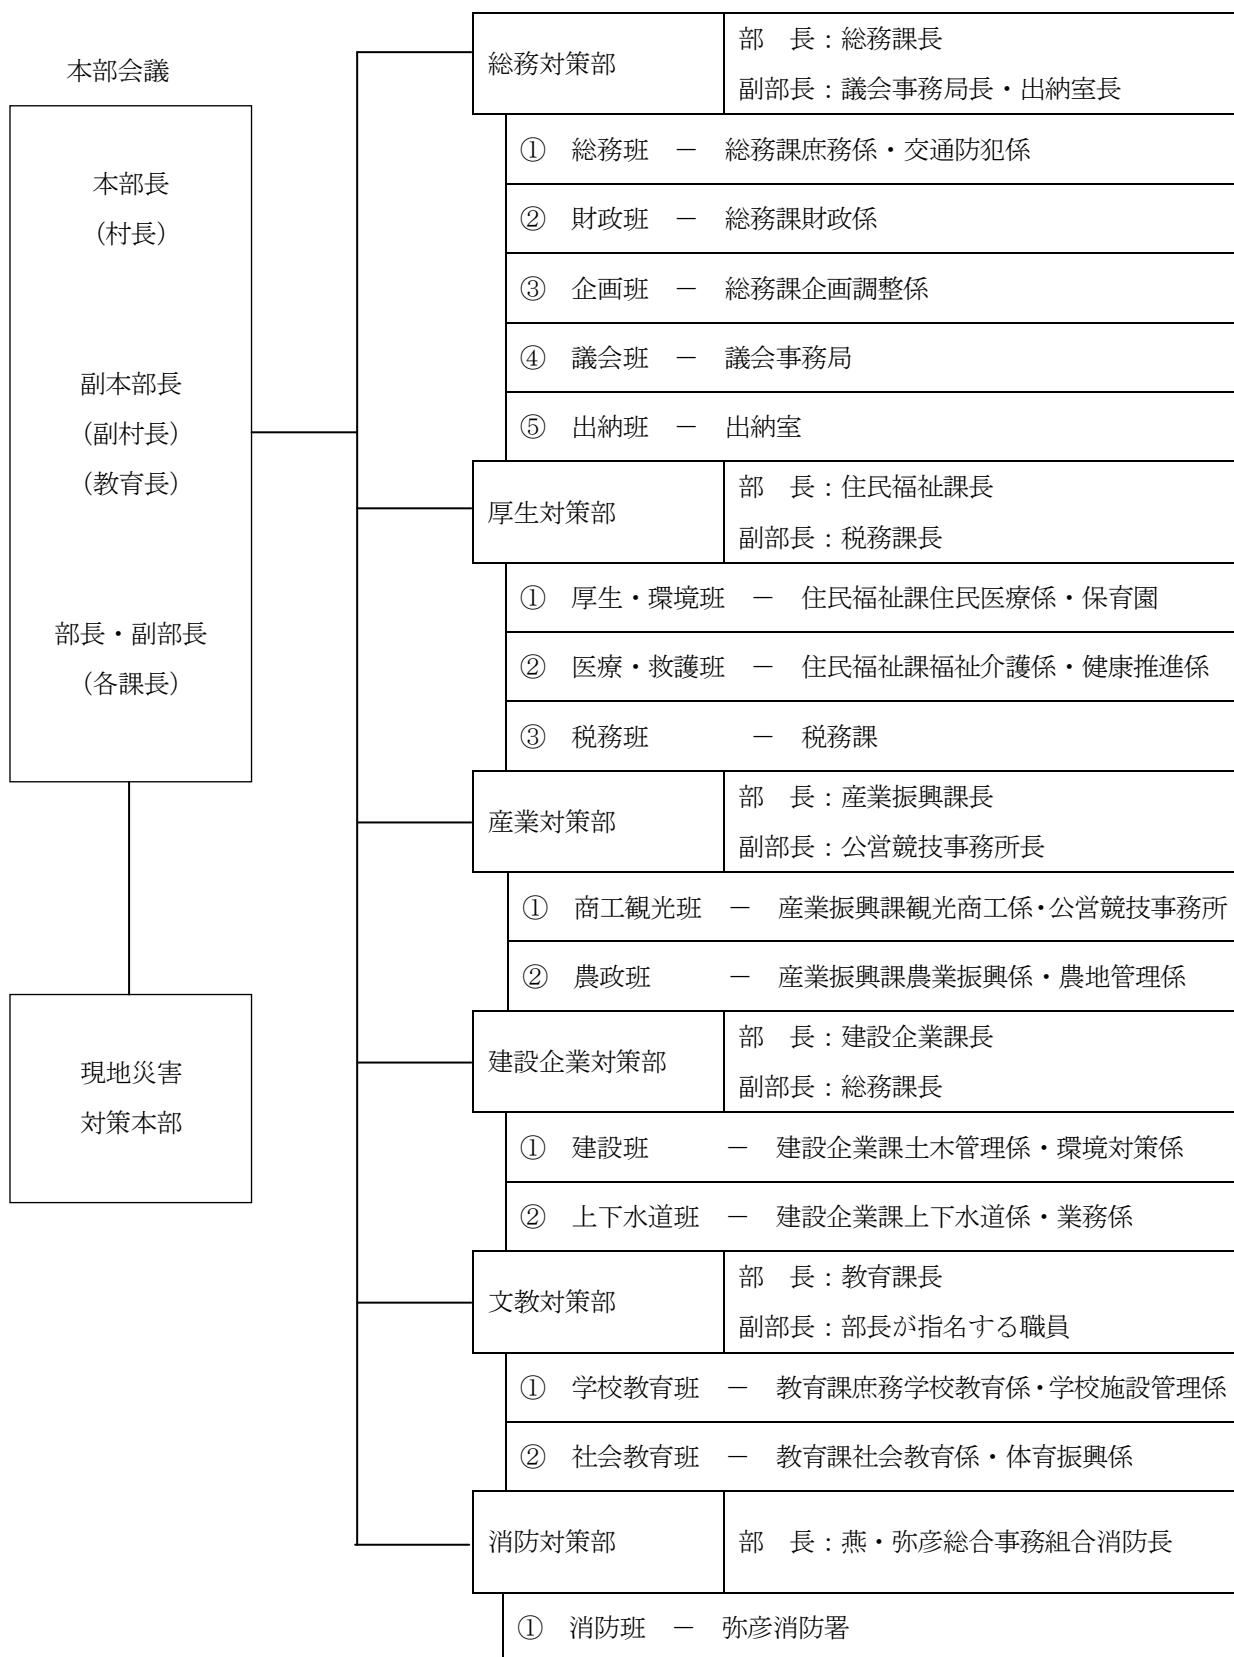 本部会議
本部長
（村長）
副本部長
（副村長）
（教育長）
部長・副部長
（各課長）
現地災害
対策本部
総務対策部
部　長：総務課長
副部長：議会事務局長・出納室長
①　総務班　－　総務課庶務係・交通防犯係
②　財政班　－　総務課財政係
③　企画班　－　総務課企画調整係
④　議会班　－　議会事務局
⑤　出納班　－　出納室
厚生対策部
部　長：住民福祉課長
副部長：税務課長
①　厚生・環境班　－　住民福祉課住民医療係・保育園
②　医療・救護班　－　住民福祉課福祉介護係・健康推進係
③　税務班　　　　－　税務課
産業対策部
部　長：産業振興課長
副部長：公営競技事務所長
①　商工観光班　－　産業振興課観光商工係・公営競技事務所
②　農政班　　　－　産業振興課農業振興係・農地管理係
建設企業対策部
部　長：建設企業課長
副部長：総務課長
①　建設班　　　－　建設企業課土木管理係・環境対策係
②　上下水道班　－　建設企業課上下水道係・業務係
文教対策部
部　長：教育課長
副部長：部長が指名する職員
①　学校教育班　－　教育課庶務学校教育係・学校施設管理係
②　社会教育班　－　教育課社会教育係・体育振興係
消防対策部
部　長：燕・弥彦総合事務組合消防長
①　消防班　－　弥彦消防署